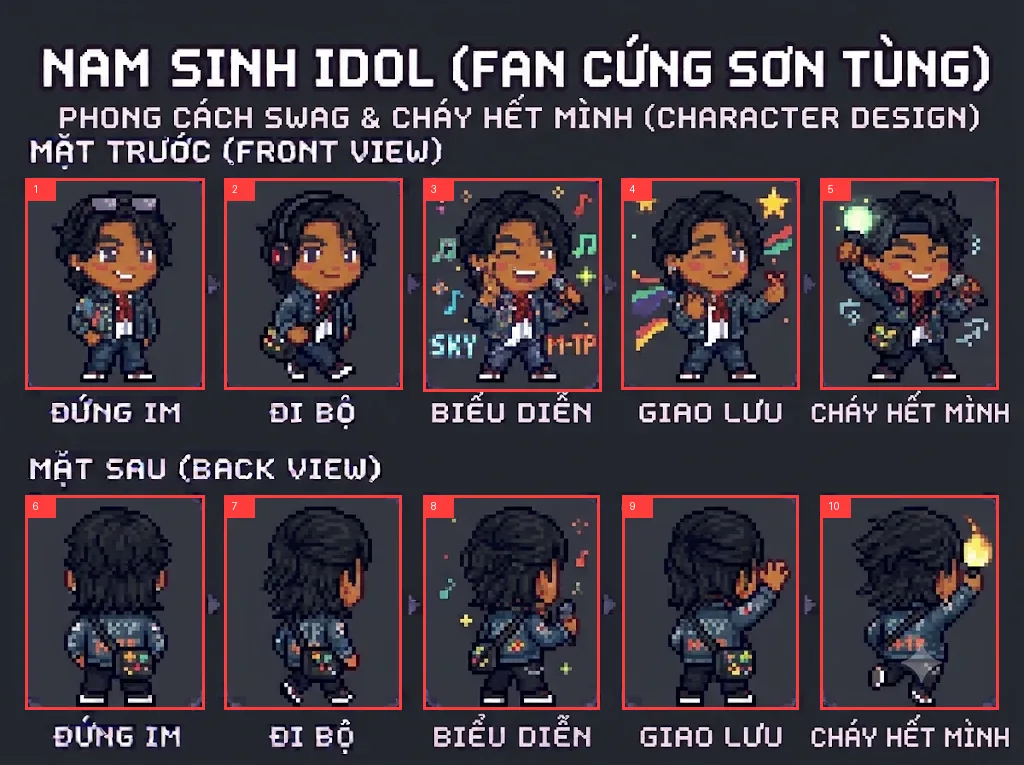 NAM SINH IDOL (FAN CỨNG SƠN TÙNG)
PHONG CÁCH SWAG & CHÁY HẾT MÌNH (CHARACTER DESIGN)
MẶT TRƯỚC (FRONT VIEW)
1 2 3 4 5
SKY M-TP
ĐỨNG IM ĐI BỘ BIỂU DIỄN GIAO LƯU CHÁY HẾT MÌNH
MẶT SAU (BACK VIEW)
6 7 8 9 10
ĐỨNG IM ĐI BỘ BIỂU DIỄN GIAO LƯU CHÁY HẾT MÌNH